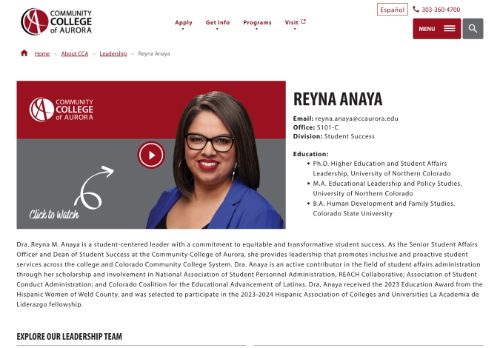 COMMUNITY
COLLEGE
of AURORA
Apply
Get Info
Programs
Visit
Español
303-360-4700
MENU
Home – About CCA – Leadership – Reyna Anaya
COMMUNITY
COLLEGE
of AURORA
Click to Watch
REYNA ANAYA
Email: reyna.anaya@ccaurora.edu
Office: S101-C
Division: Student Success
Education:
• Ph.D. Higher Education and Student Affairs
Leadership, University of Northern Colorado
• M.A. Educational Leadership and Policy Studies,
University of Northern Colorado
• B.A. Human Development and Family Studies,
Colorado State University
Dra. Reyna M. Anaya is a student-centered leader with a commitment to equitable and transformative student success. As the Senior Student Affairs
Officer and Dean of Student Success at the Community College of Aurora, she provides leadership that promotes inclusive and proactive student
services across the college and Colorado Community College System. Dra. Anaya is an active contributor in the field of student affairs administration
through her scholarship and involvement in National Association of Student Personnel Administration, REACH Collaborative; Association of Student
Conduct Administration; and Colorado Coalition for the Educational Advancement of Latinxs. Dra. Anaya received the 2023 Education Award from the
Hispanic Women of Weld County, and was selected to participate in the 2023-2024 Hispanic Association of Colleges and Universities La Academia de
Liderazgo fellowship.
EXPLORE OUR LEADERSHIP TEAM